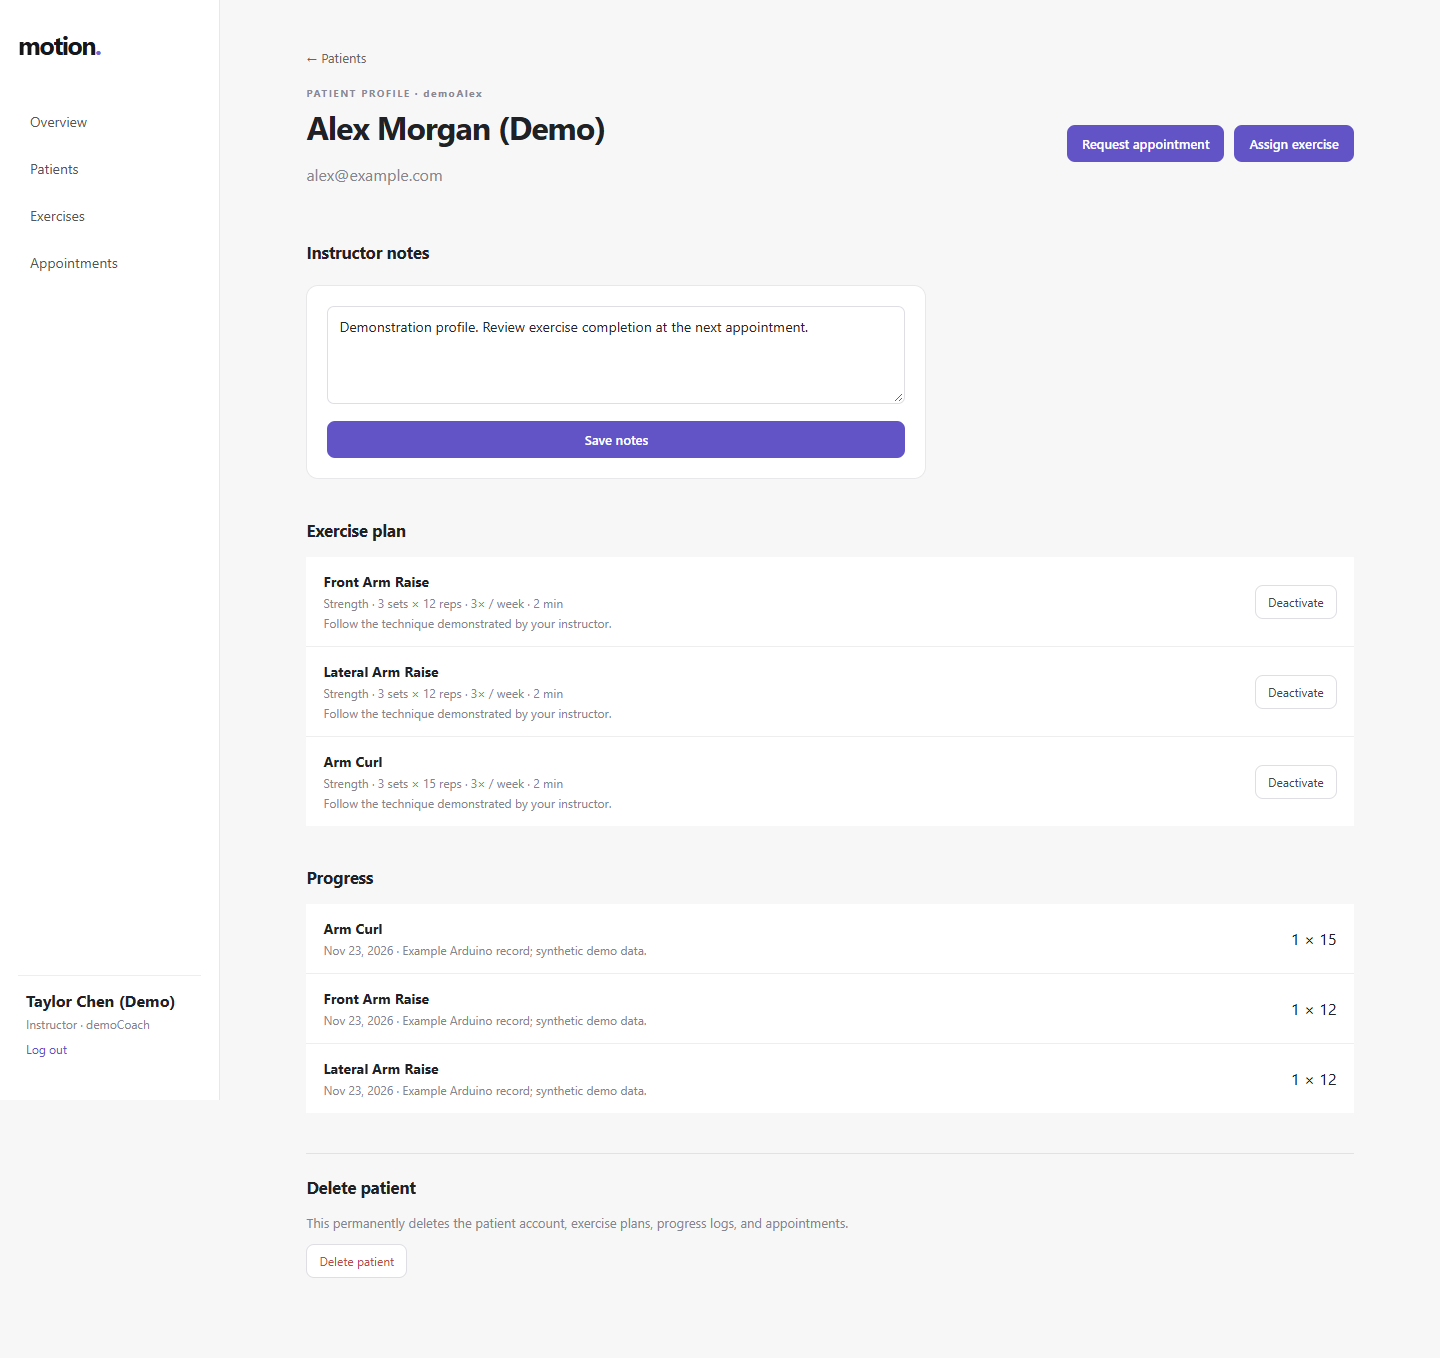 motion.
Overview
Patients
Exercises
Appointments
Taylor Chen (Demo)
Instructor · demoCoach
Log out
← Patients
PATIENT PROFILE · demoAlex
Alex Morgan (Demo)
alex@example.com
Request appointment
Assign exercise
Instructor notes
Demonstration profile. Review exercise completion at the next appointment.
Save notes
Exercise plan
Front Arm Raise
Strength · 3 sets × 12 reps · 3× / week · 2 min
Follow the technique demonstrated by your instructor.
Deactivate
Lateral Arm Raise
Strength · 3 sets × 12 reps · 3× / week · 2 min
Follow the technique demonstrated by your instructor.
Deactivate
Arm Curl
Strength · 3 sets × 15 reps · 3× / week · 2 min
Follow the technique demonstrated by your instructor.
Deactivate
Progress
Arm Curl
Nov 23, 2026 · Example Arduino record; synthetic demo data.
1 × 15
Front Arm Raise
Nov 23, 2026 · Example Arduino record; synthetic demo data.
1 × 12
Lateral Arm Raise
Nov 23, 2026 · Example Arduino record; synthetic demo data.
1 × 12
Delete patient
This permanently deletes the patient account, exercise plans, progress logs, and appointments.
Delete patient